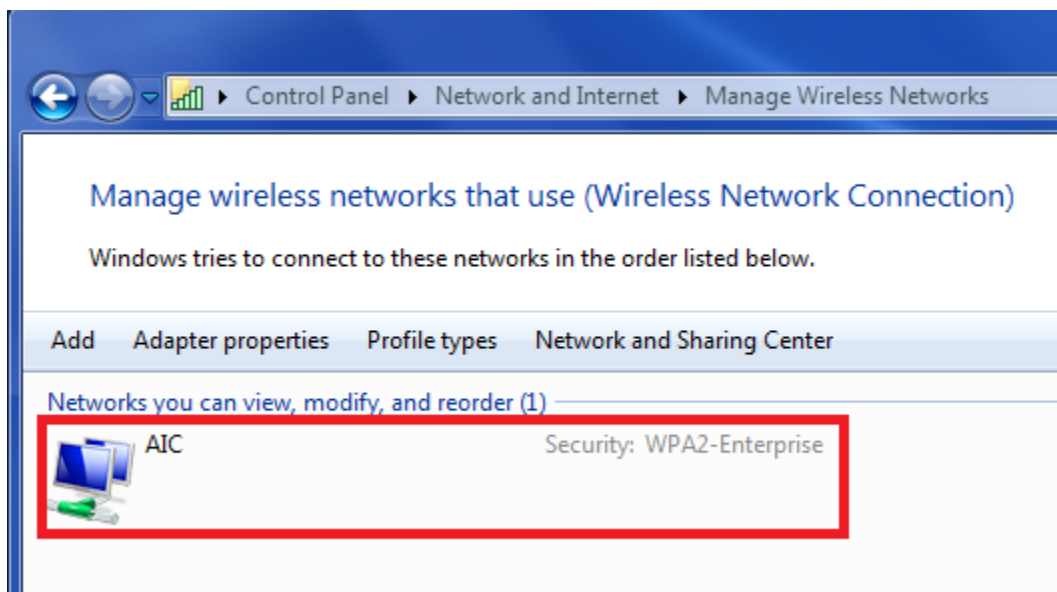 Control Panel Network and Internet Manage Wireless Networks
Manage wireless networks that use (Wireless Network Connection)
Windows tries to connect to these networks in the order listed below.
Add Adapter properties Profile types Network and Sharing Center
Networks you can view, modify, and reorder (1)
AIC Security: WPA2-Enterprise